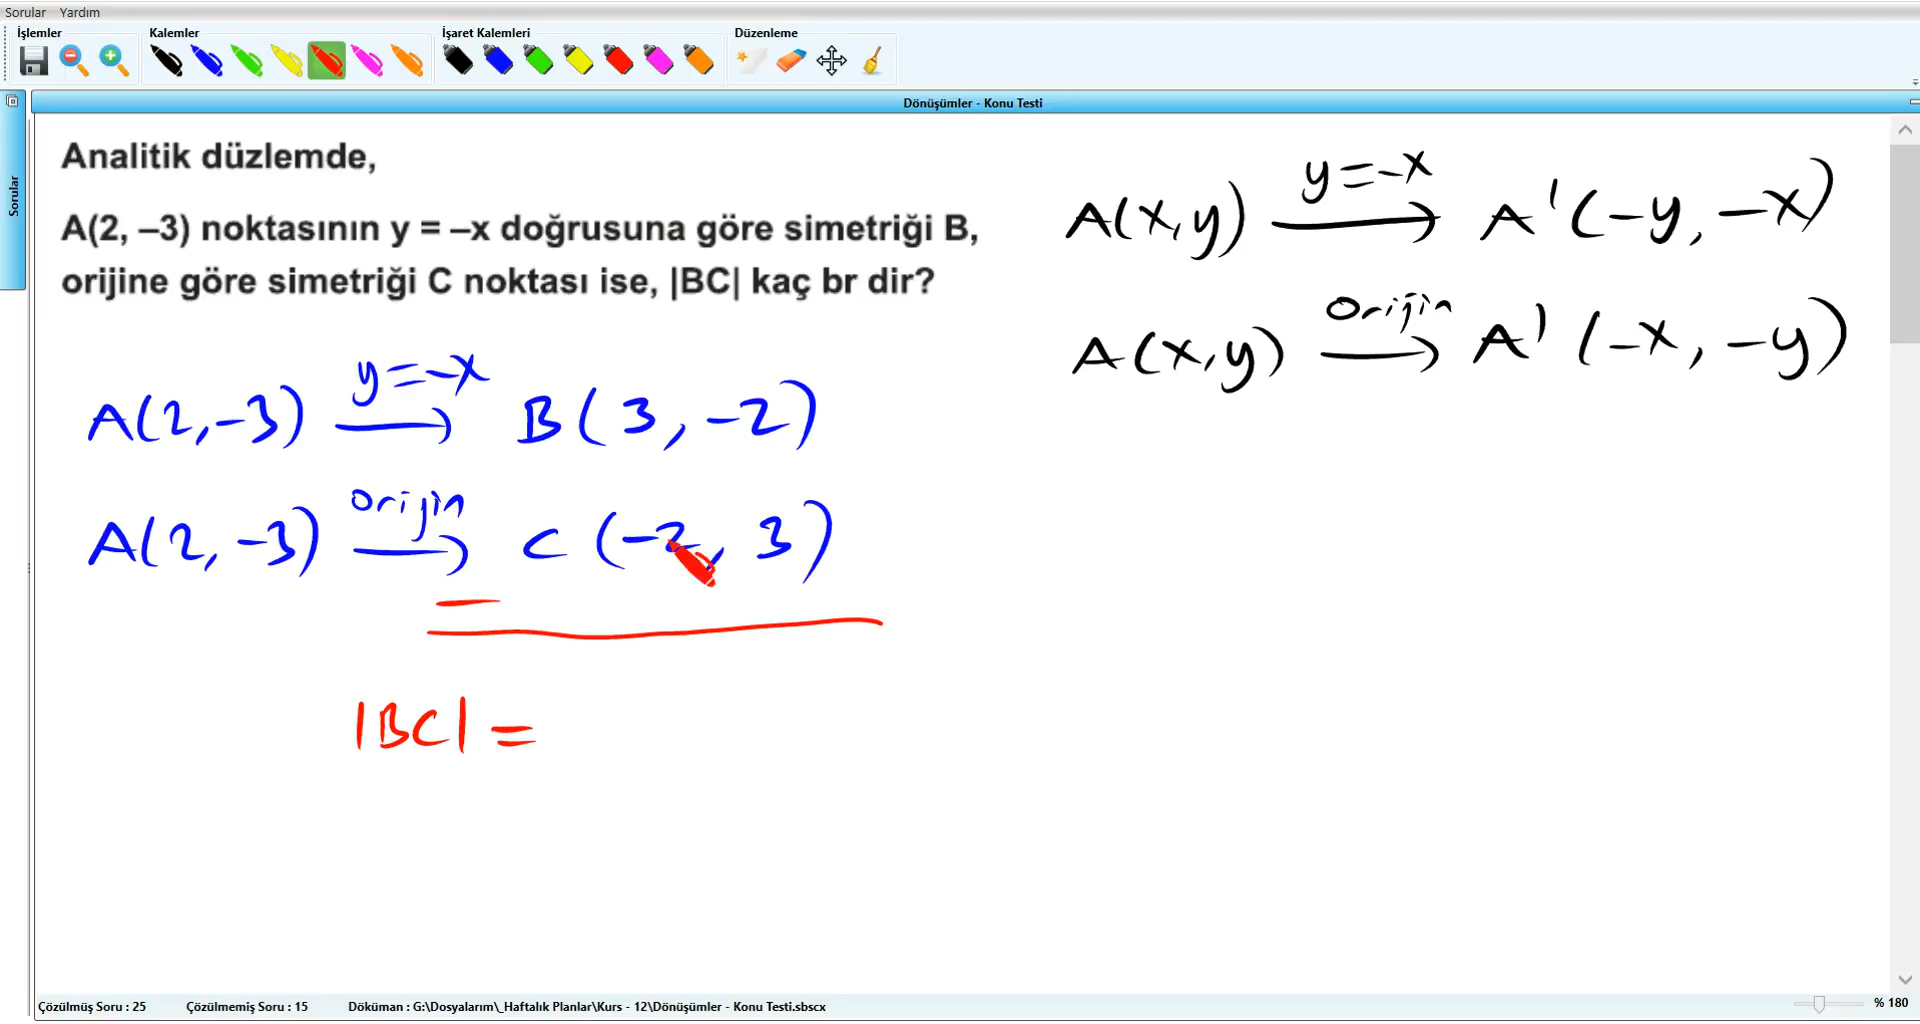 Sorular Yardım
İşlemler Kalemler İşaret Kalemleri Düzenleme
Dönüşümler - Konu Testi
Sorular
Analitik düzlemde,
A(2, –3) noktasının y = –x doğrusuna göre simetriği B,
orijine göre simetriği C noktası ise, |BC| kaç br dir?
A(x,y) y=-x → A'(-y, -x)
A(x,y) orijin → A'(-x, -y)
A(2,-3) y=-x → B(3, -2)
A(2,-3) orijin → C(-2, 3)
|BC| =
Çözülmüş Soru : 25 Çözülmemiş Soru : 15 Döküman : G:\Dosyalarım\_Haftalık Planlar\Kurs - 12\Dönüşümler - Konu Testi.sbscx % 180